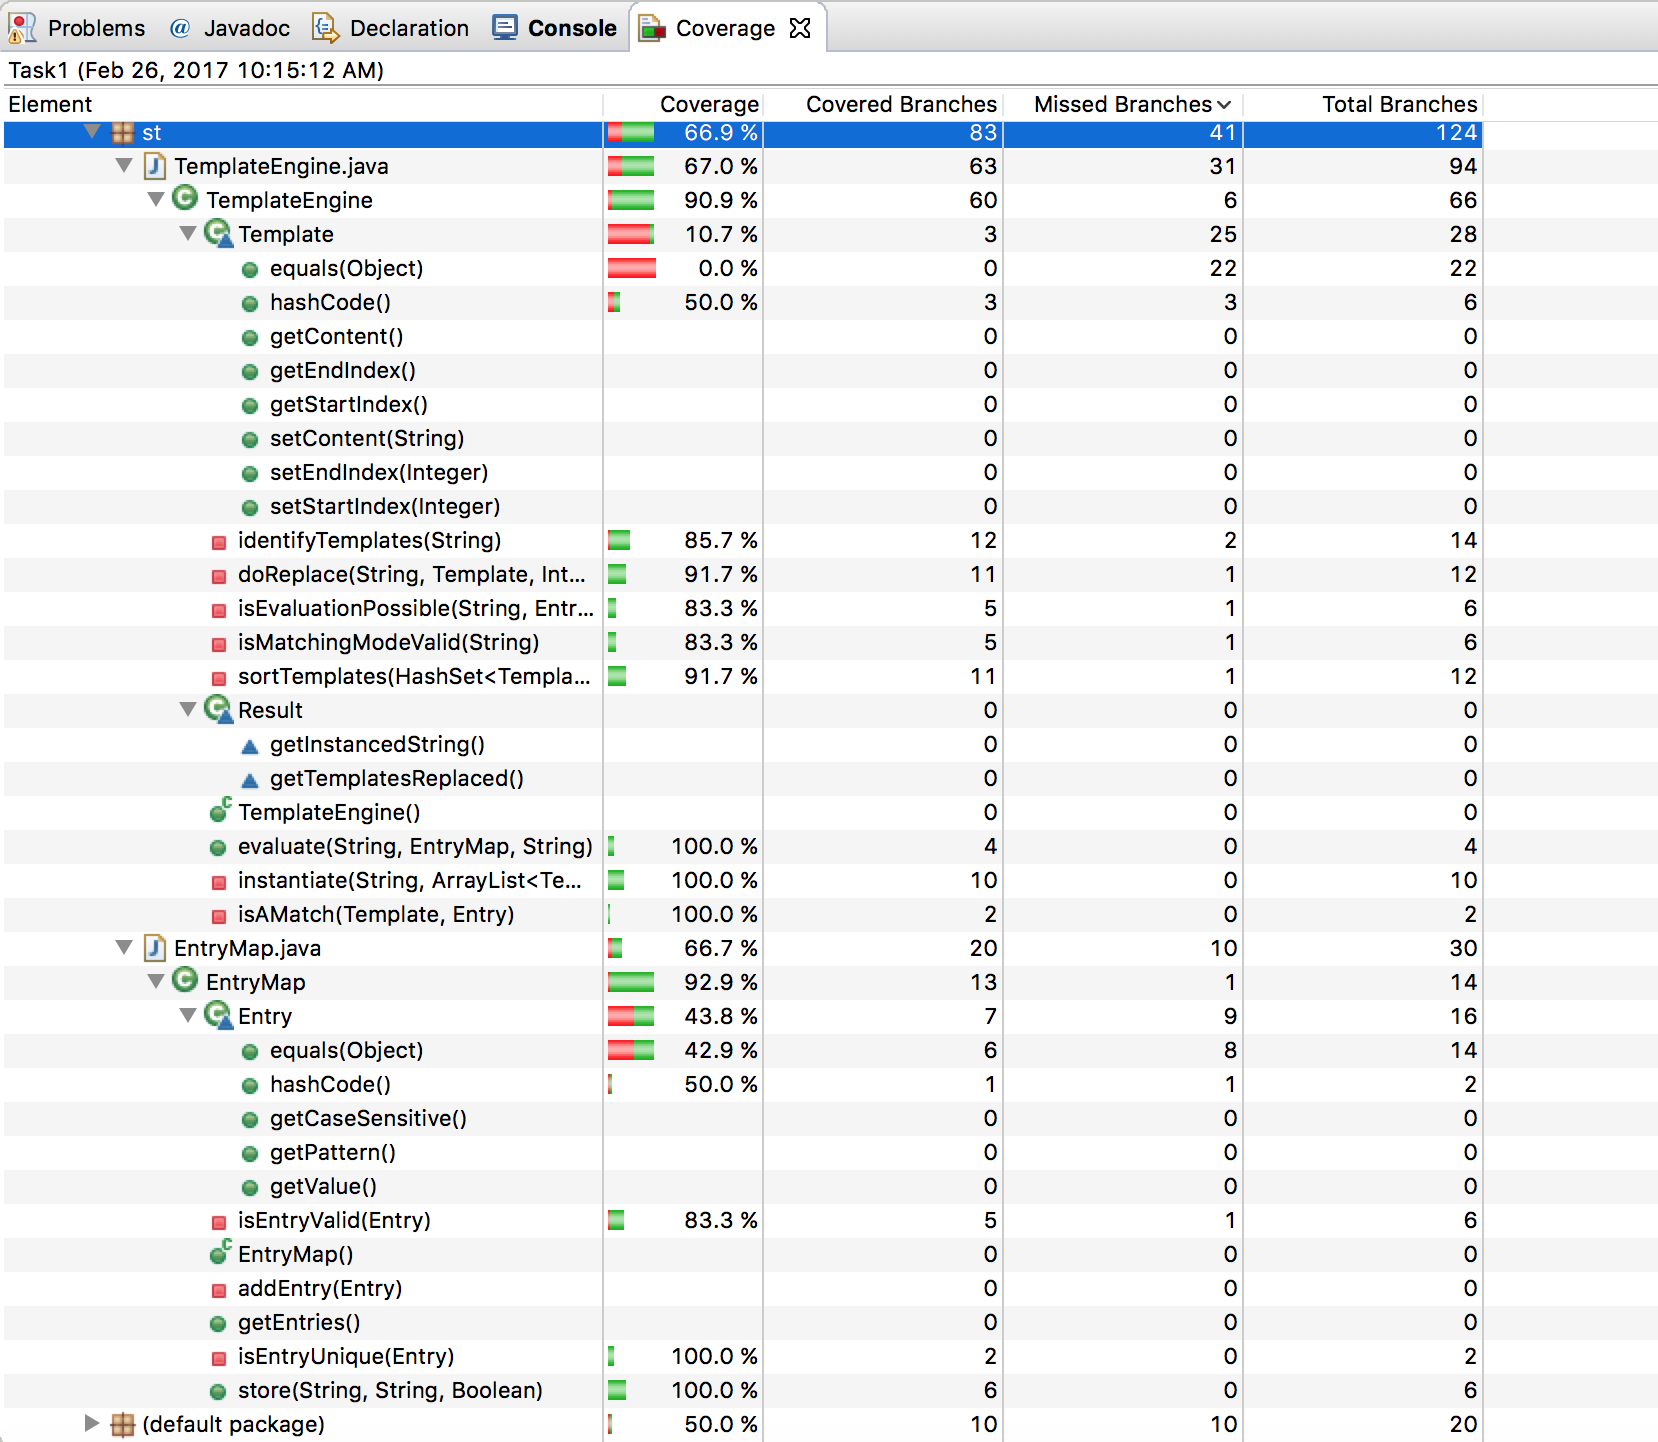 Problems @ Javadoc Declaration Console Coverage
Task1 (Feb 26, 2017 10:15:12 AM)
Element Coverage Covered Branches Missed Branches Total Branches
st 66.9 % 83 41 124
TemplateEngine.java 67.0 % 63 31 94
TemplateEngine 90.9 % 60 6 66
Template 10.7 % 3 25 28
equals(Object) 0.0 % 0 22 22
hashCode() 50.0 % 3 3 6
getContent() 0 0 0
getEndIndex() 0 0 0
getStartIndex() 0 0 0
setContent(String) 0 0 0
setEndIndex(Integer) 0 0 0
setStartIndex(Integer) 0 0 0
identifyTemplates(String) 85.7 % 12 2 14
doReplace(String, Template, Int... 91.7 % 11 1 12
isEvaluationPossible(String, Entr... 83.3 % 5 1 6
isMatchingModeValid(String) 83.3 % 5 1 6
sortTemplates(HashSet<Templa... 91.7 % 11 1 12
Result 0 0 0
getInstancedString() 0 0 0
getTemplatesReplaced() 0 0 0
TemplateEngine() 0 0 0
evaluate(String, EntryMap, String) 100.0 % 4 0 4
instantiate(String, ArrayList<Te... 100.0 % 10 0 10
isAMatch(Template, Entry) 100.0 % 2 0 2
EntryMap.java 66.7 % 20 10 30
EntryMap 92.9 % 13 1 14
Entry 43.8 % 7 9 16
equals(Object) 42.9 % 6 8 14
hashCode() 50.0 % 1 1 2
getCaseSensitive() 0 0 0
getPattern() 0 0 0
getValue() 0 0 0
isEntryValid(Entry) 83.3 % 5 1 6
EntryMap() 0 0 0
addEntry(Entry) 0 0 0
getEntries() 0 0 0
isEntryUnique(Entry) 100.0 % 2 0 2
store(String, String, Boolean) 100.0 % 6 0 6
(default package) 50.0 % 10 10 20